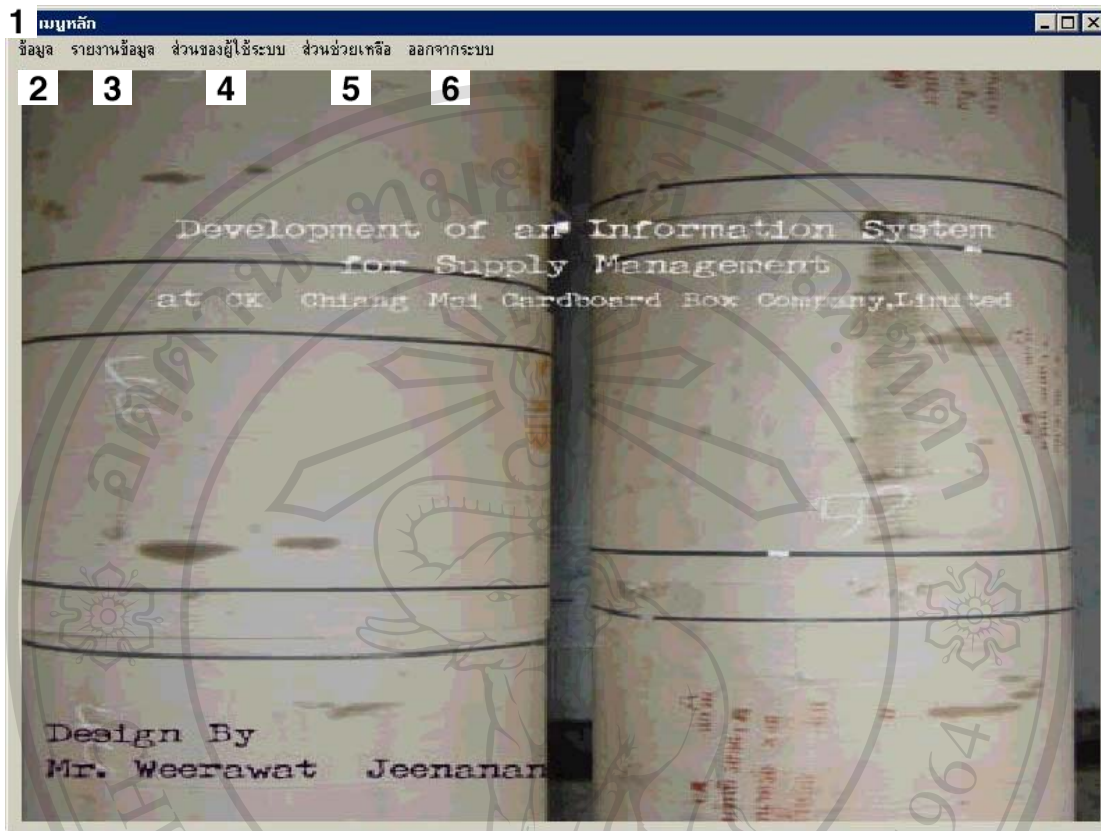 1 เมนูหลัก
ข้อมูล รายงานข้อมูล ส่วนของผู้ใช้ระบบ ส่วนช่วยเหลือ ออกจากระบบ
2 3 4 5 6
Development of an Information System
for Supply Management
at CK Chiang Mai Cardboard Box Company,Limited
57
Design By
Mr. Weerawat Jeenanan
964